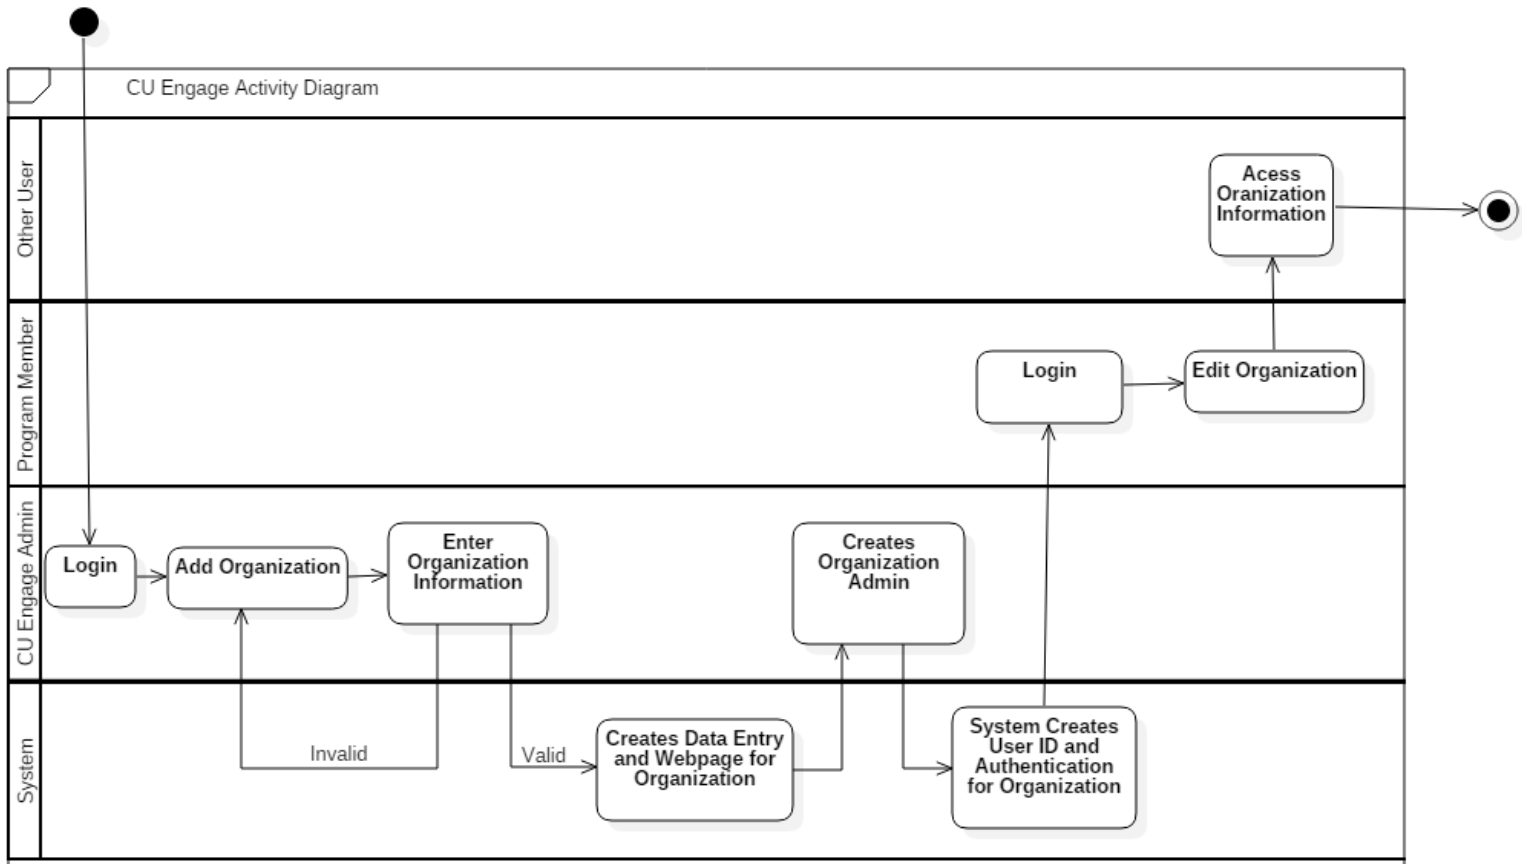 CU Engage Activity Diagram
Other User
Acess
Oranization
Information
Program Member
Login
Edit Organization
CU Engage Admin
Login
Add Organization
Enter
Organization
Information
Creates
Organization
Admin
System
Invalid
Valid
Creates Data Entry
and Webpage for
Organization
System Creates
User ID and
Authentication
for Organization